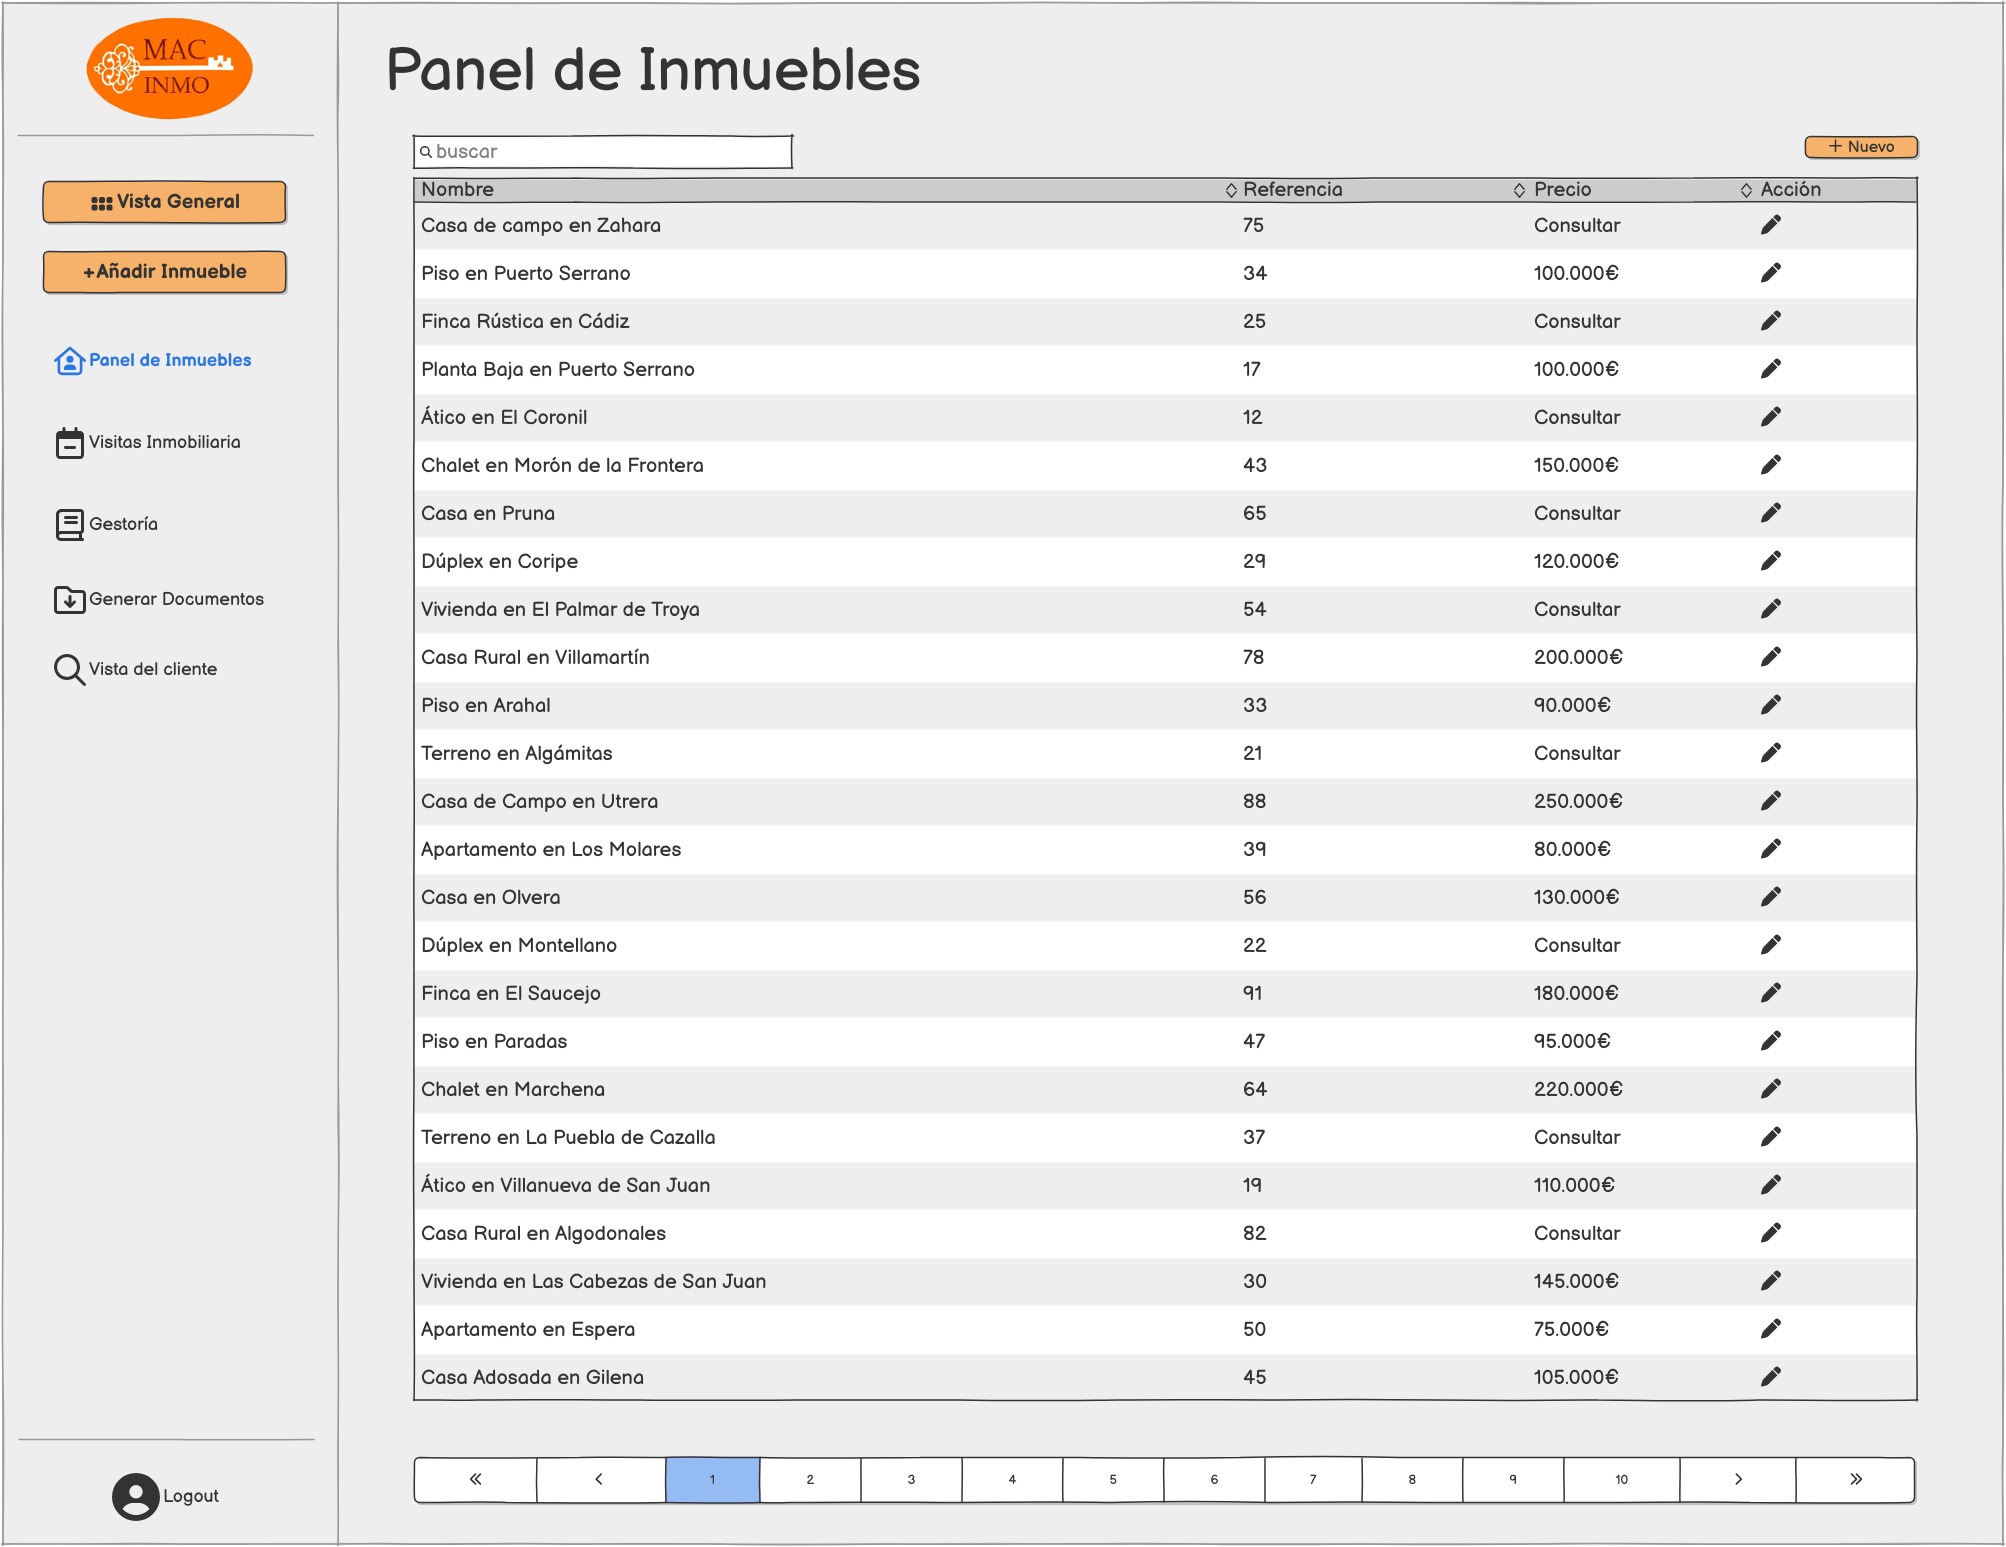 MAC
INMO
Vista General
+Añadir Inmueble
Panel de Inmuebles
Visitas Inmobiliaria
Gestoría
Generar Documentos
Vista del cliente
Logout
Panel de Inmuebles
buscar
+ Nuevo
Nombre Referencia Precio Acción
Casa de campo en Zahara 75 Consultar
Piso en Puerto Serrano 34 100.000€
Finca Rústica en Cádiz 25 Consultar
Planta Baja en Puerto Serrano 17 100.000€
Ático en El Coronil 12 Consultar
Chalet en Morón de la Frontera 43 150.000€
Casa en Pruna 65 Consultar
Dúplex en Coripe 29 120.000€
Vivienda en El Palmar de Troya 54 Consultar
Casa Rural en Villamartín 78 200.000€
Piso en Arahal 33 90.000€
Terreno en Algámitas 21 Consultar
Casa de Campo en Utrera 88 250.000€
Apartamento en Los Molares 39 80.000€
Casa en Olvera 56 130.000€
Dúplex en Montellano 22 Consultar
Finca en El Saucejo 91 180.000€
Piso en Paradas 47 95.000€
Chalet en Marchena 64 220.000€
Terreno en La Puebla de Cazalla 37 Consultar
Ático en Villanueva de San Juan 19 110.000€
Casa Rural en Algodonales 82 Consultar
Vivienda en Las Cabezas de San Juan 30 145.000€
Apartamento en Espera 50 75.000€
Casa Adosada en Gilena 45 105.000€
« < 1 2 3 4 5 6 7 8 9 10 > »